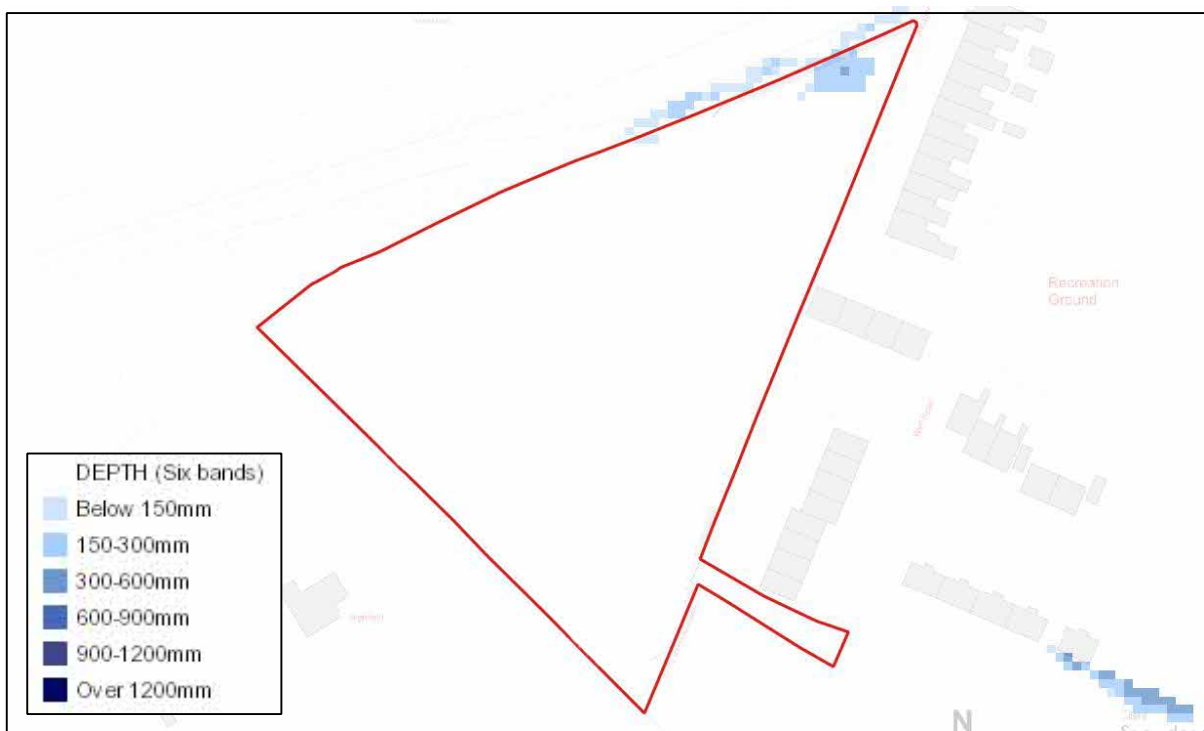 Recreation
Ground
DEPTH (Six bands)
Below 150mm
150-300mm
300-600mm
600-900mm
900-1200mm
Over 1200mm
N